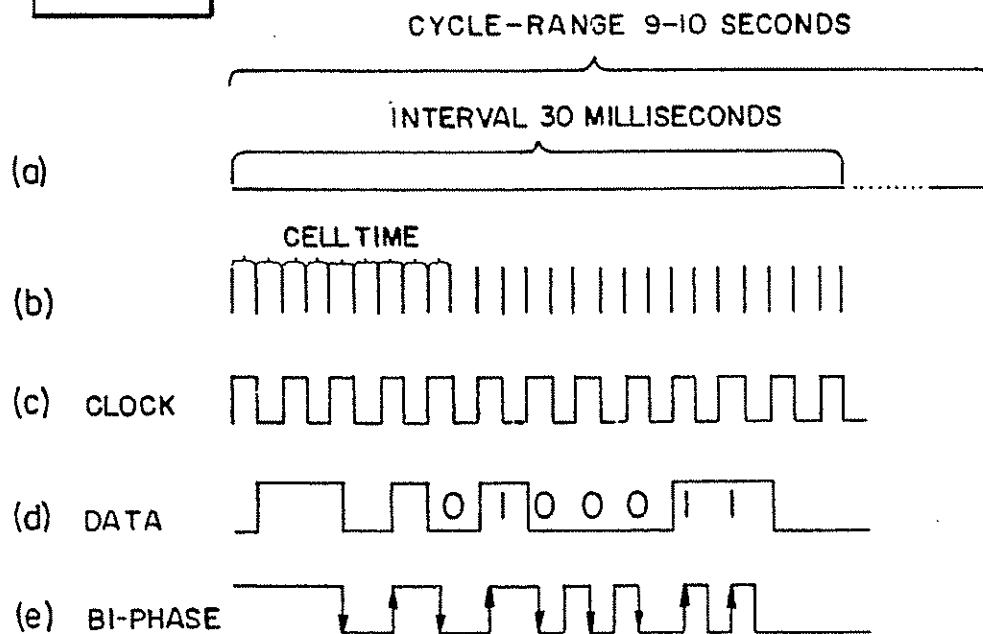 CYCLE-RANGE 9-10 SECONDS
INTERVAL 30 MILLISECONDS
(a)
CELL TIME
(b)
(c) CLOCK
(d) DATA 0 1 0 0 0 1 1
(e) BI-PHASE